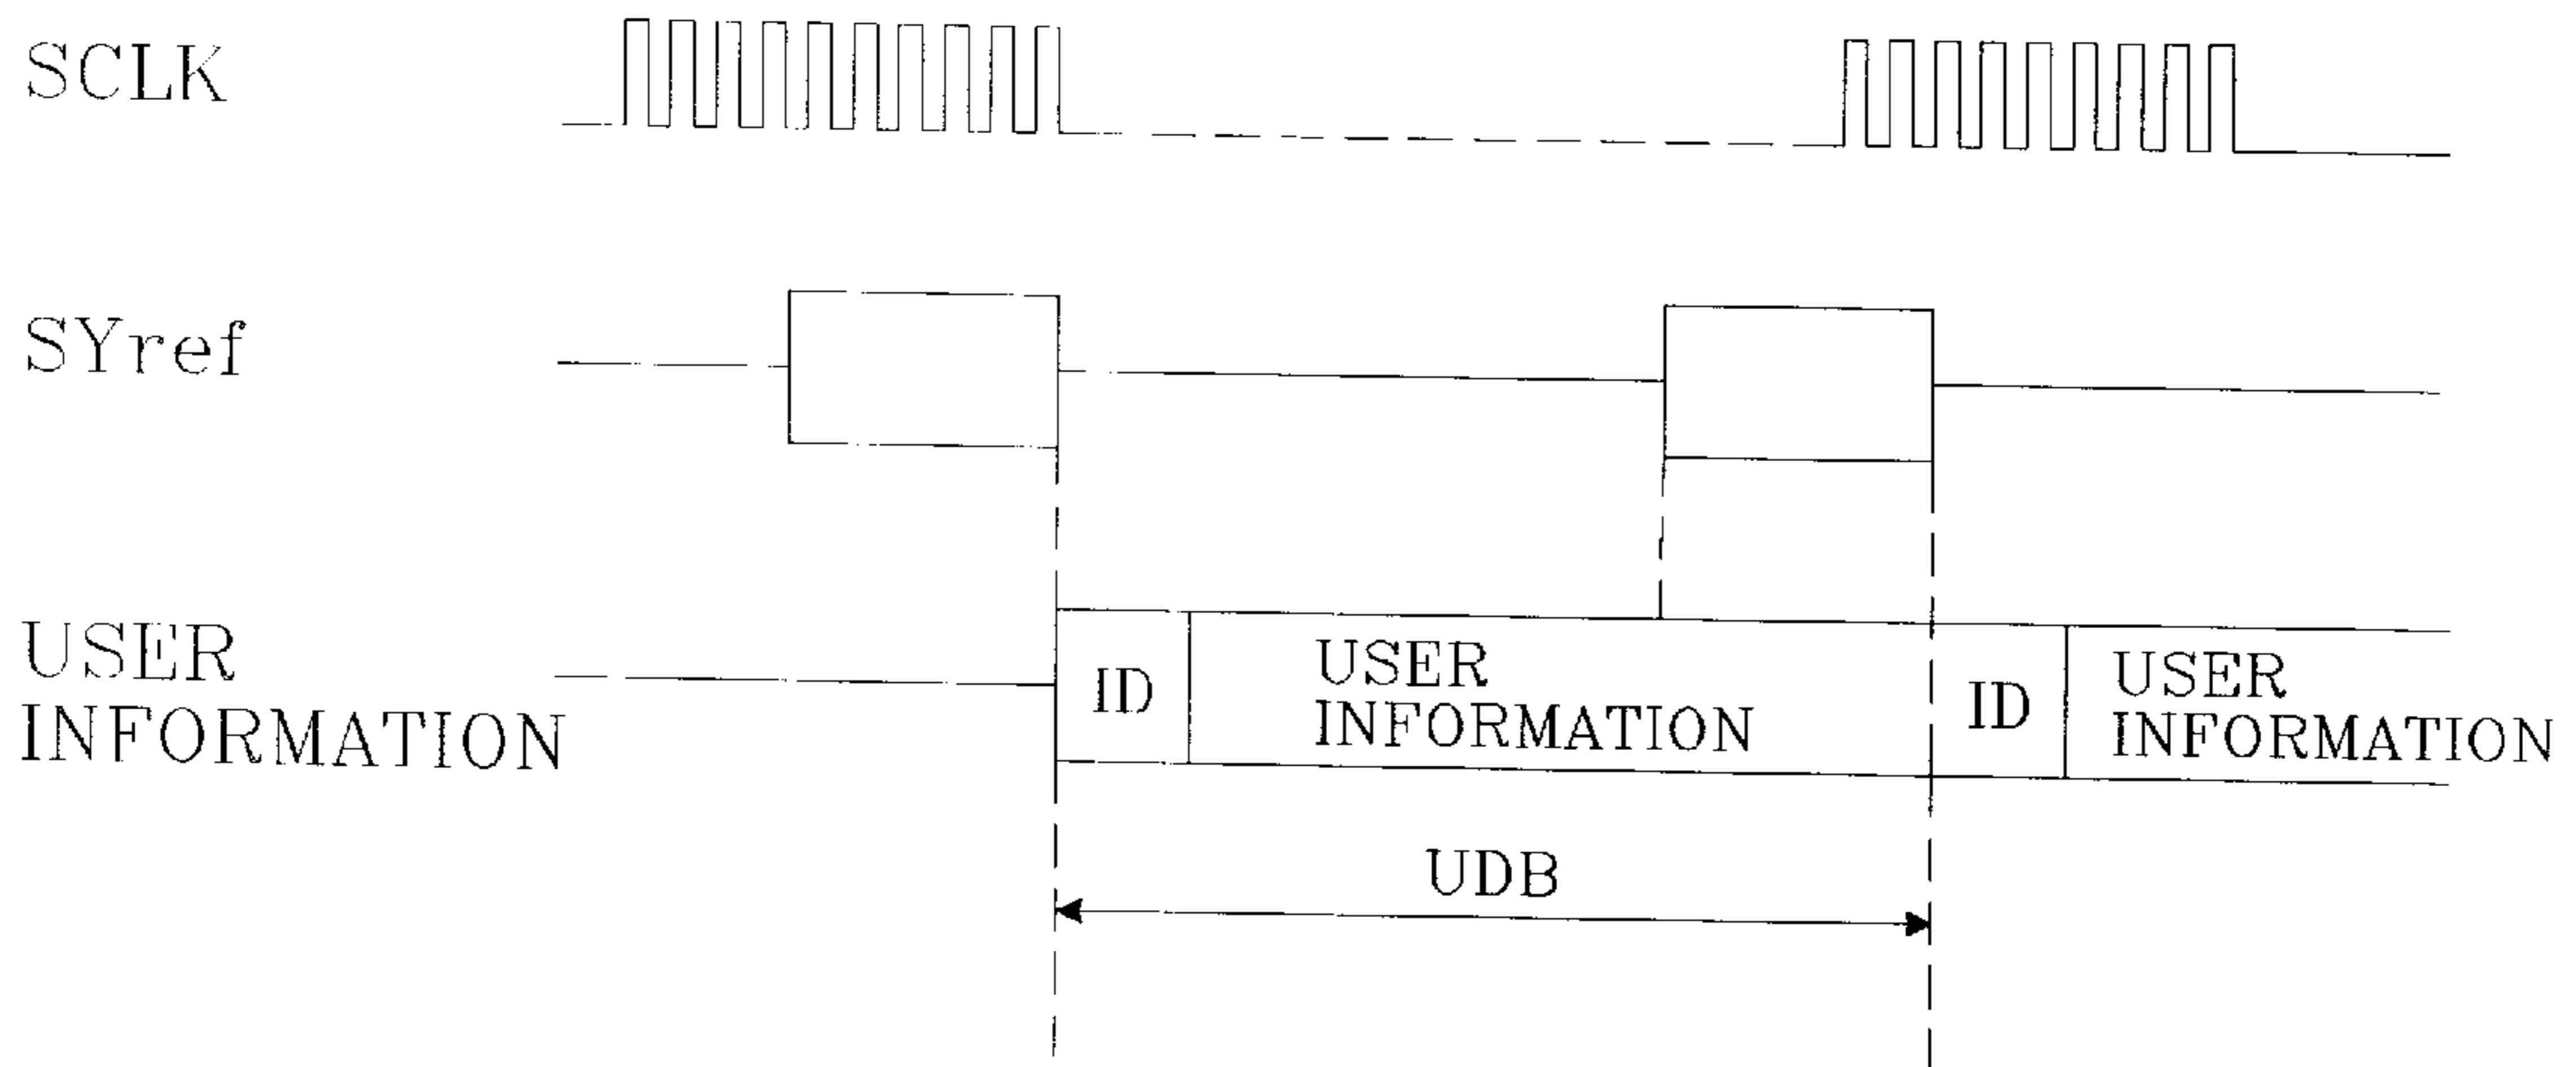 SCLK
SYref
USER
INFORMATION
ID
USER
INFORMATION
ID
USER
INFORMATION
UDB